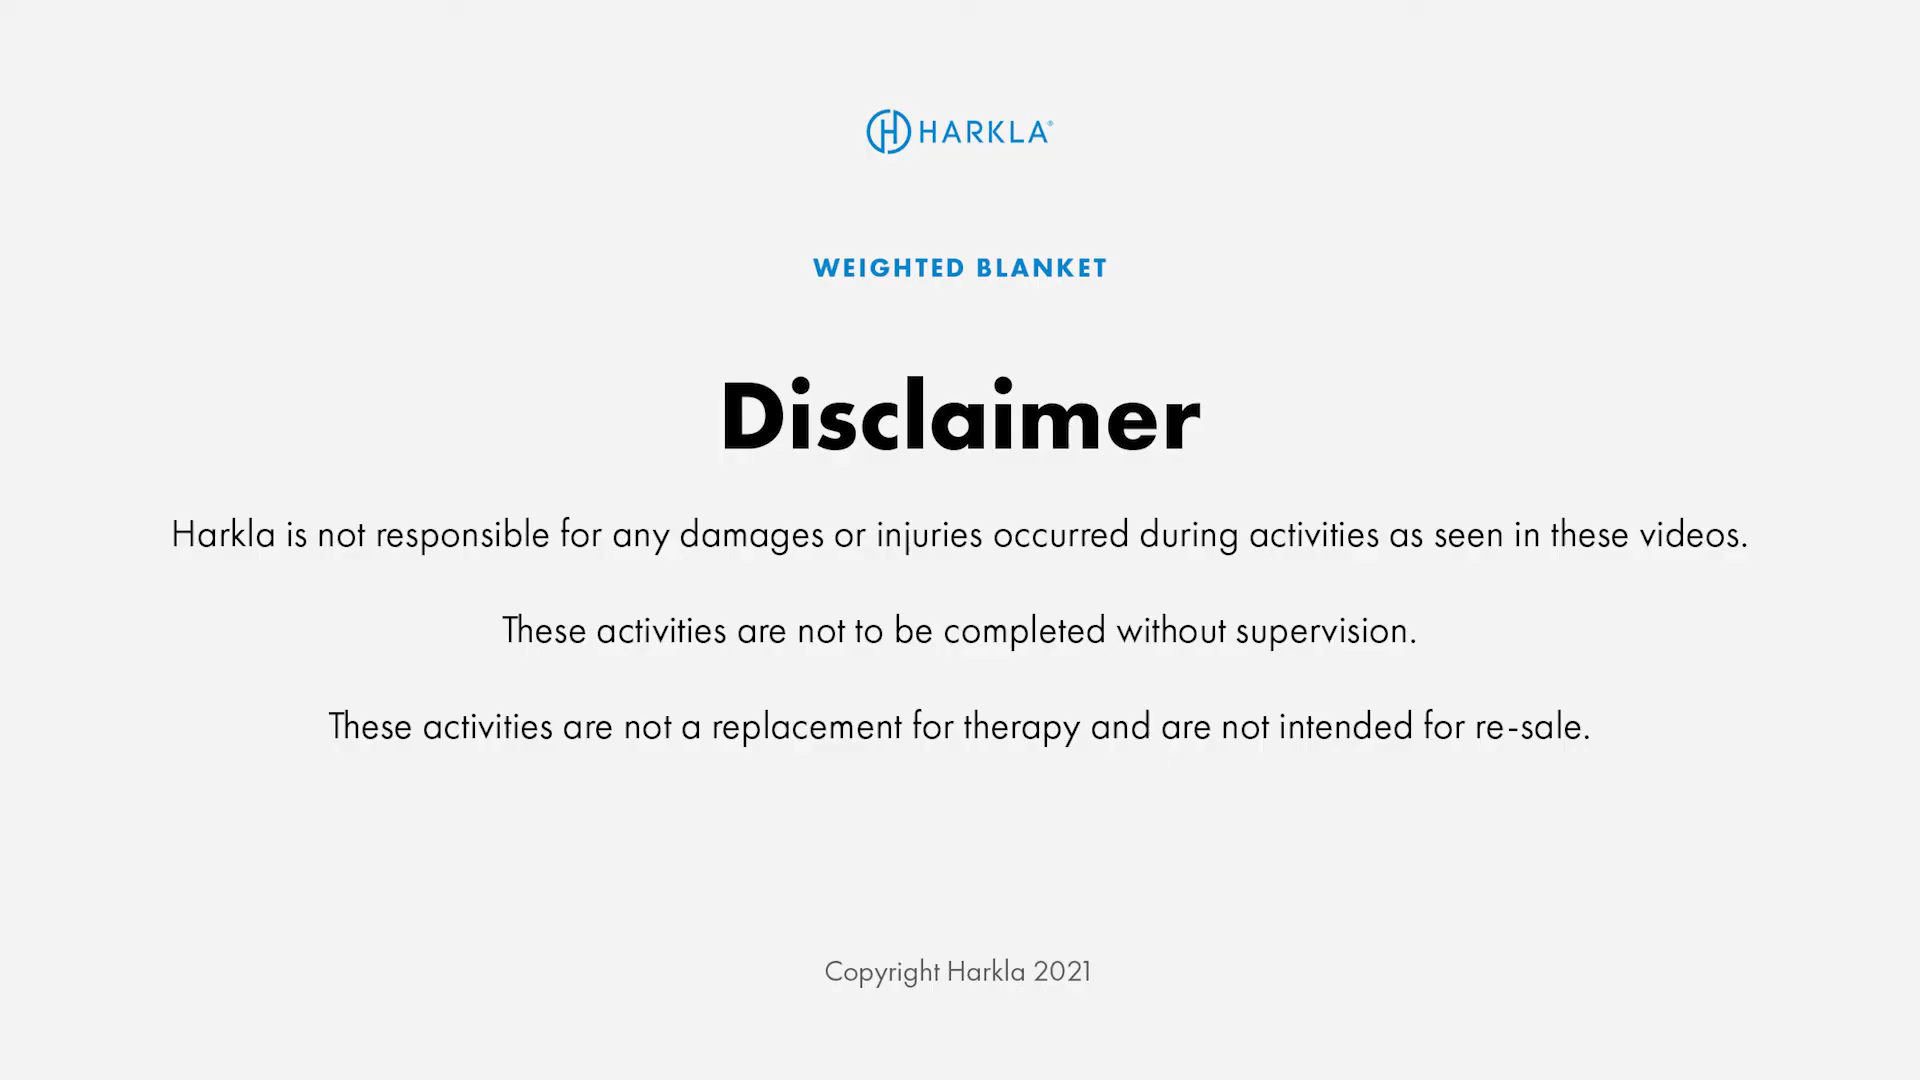 HARKLA®
WEIGHTED BLANKET
Disclaimer
Harkla is not responsible for any damages or injuries occurred during activities as seen in these videos.
These activities are not to be completed without supervision.
These activities are not a replacement for therapy and are not intended for re-sale.
Copyright Harkla 2021